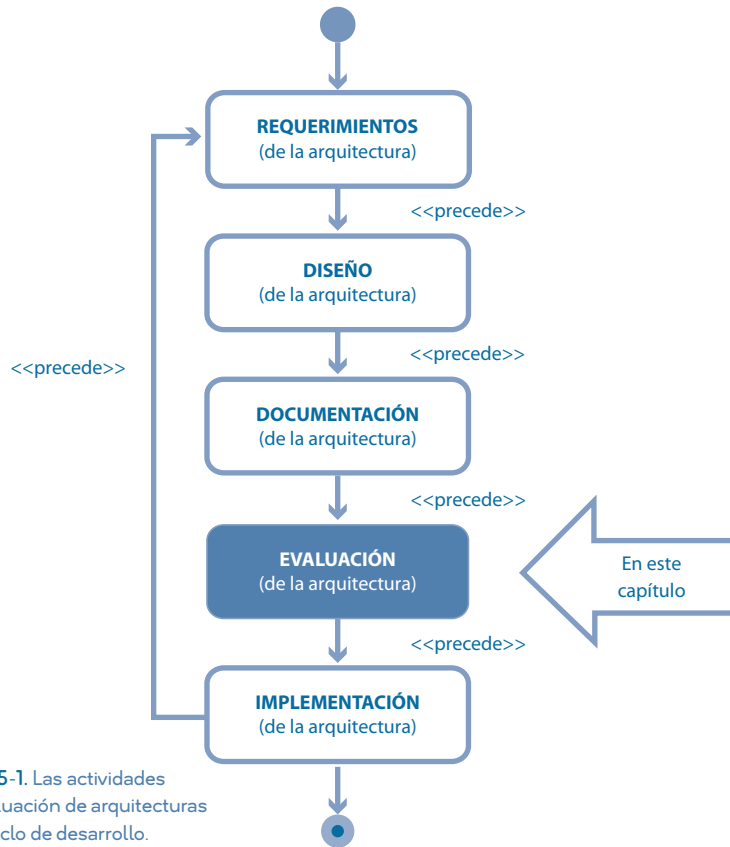 REQUERIMIENTOS
(de la arquitectura)
<<precede>>
DISEÑO
(de la arquitectura)
<<precede>>
<<precede>>
DOCUMENTACIÓN
(de la arquitectura)
<<precede>>
EVALUACIÓN
(de la arquitectura)
En este
capítulo
<<precede>>
IMPLEMENTACIÓN
(de la arquitectura)
5-1. Las actividades
luación de arquitecturas
clo de desarrollo.